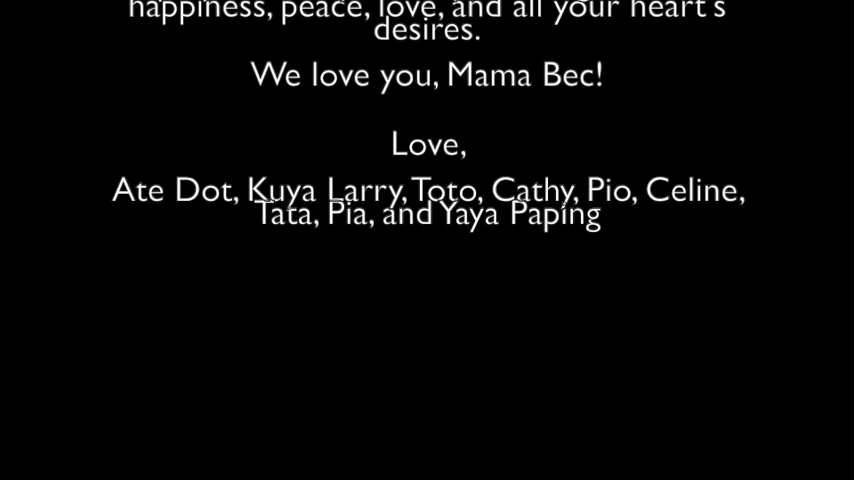 happiness, peace, love, and all your heart's
desires.
We love you, Mama Bec!
Love,
Ate Dot, Kuya Larry, Toto, Cathy, Pio, Celine,
Tata, Pia, and Yaya Paping